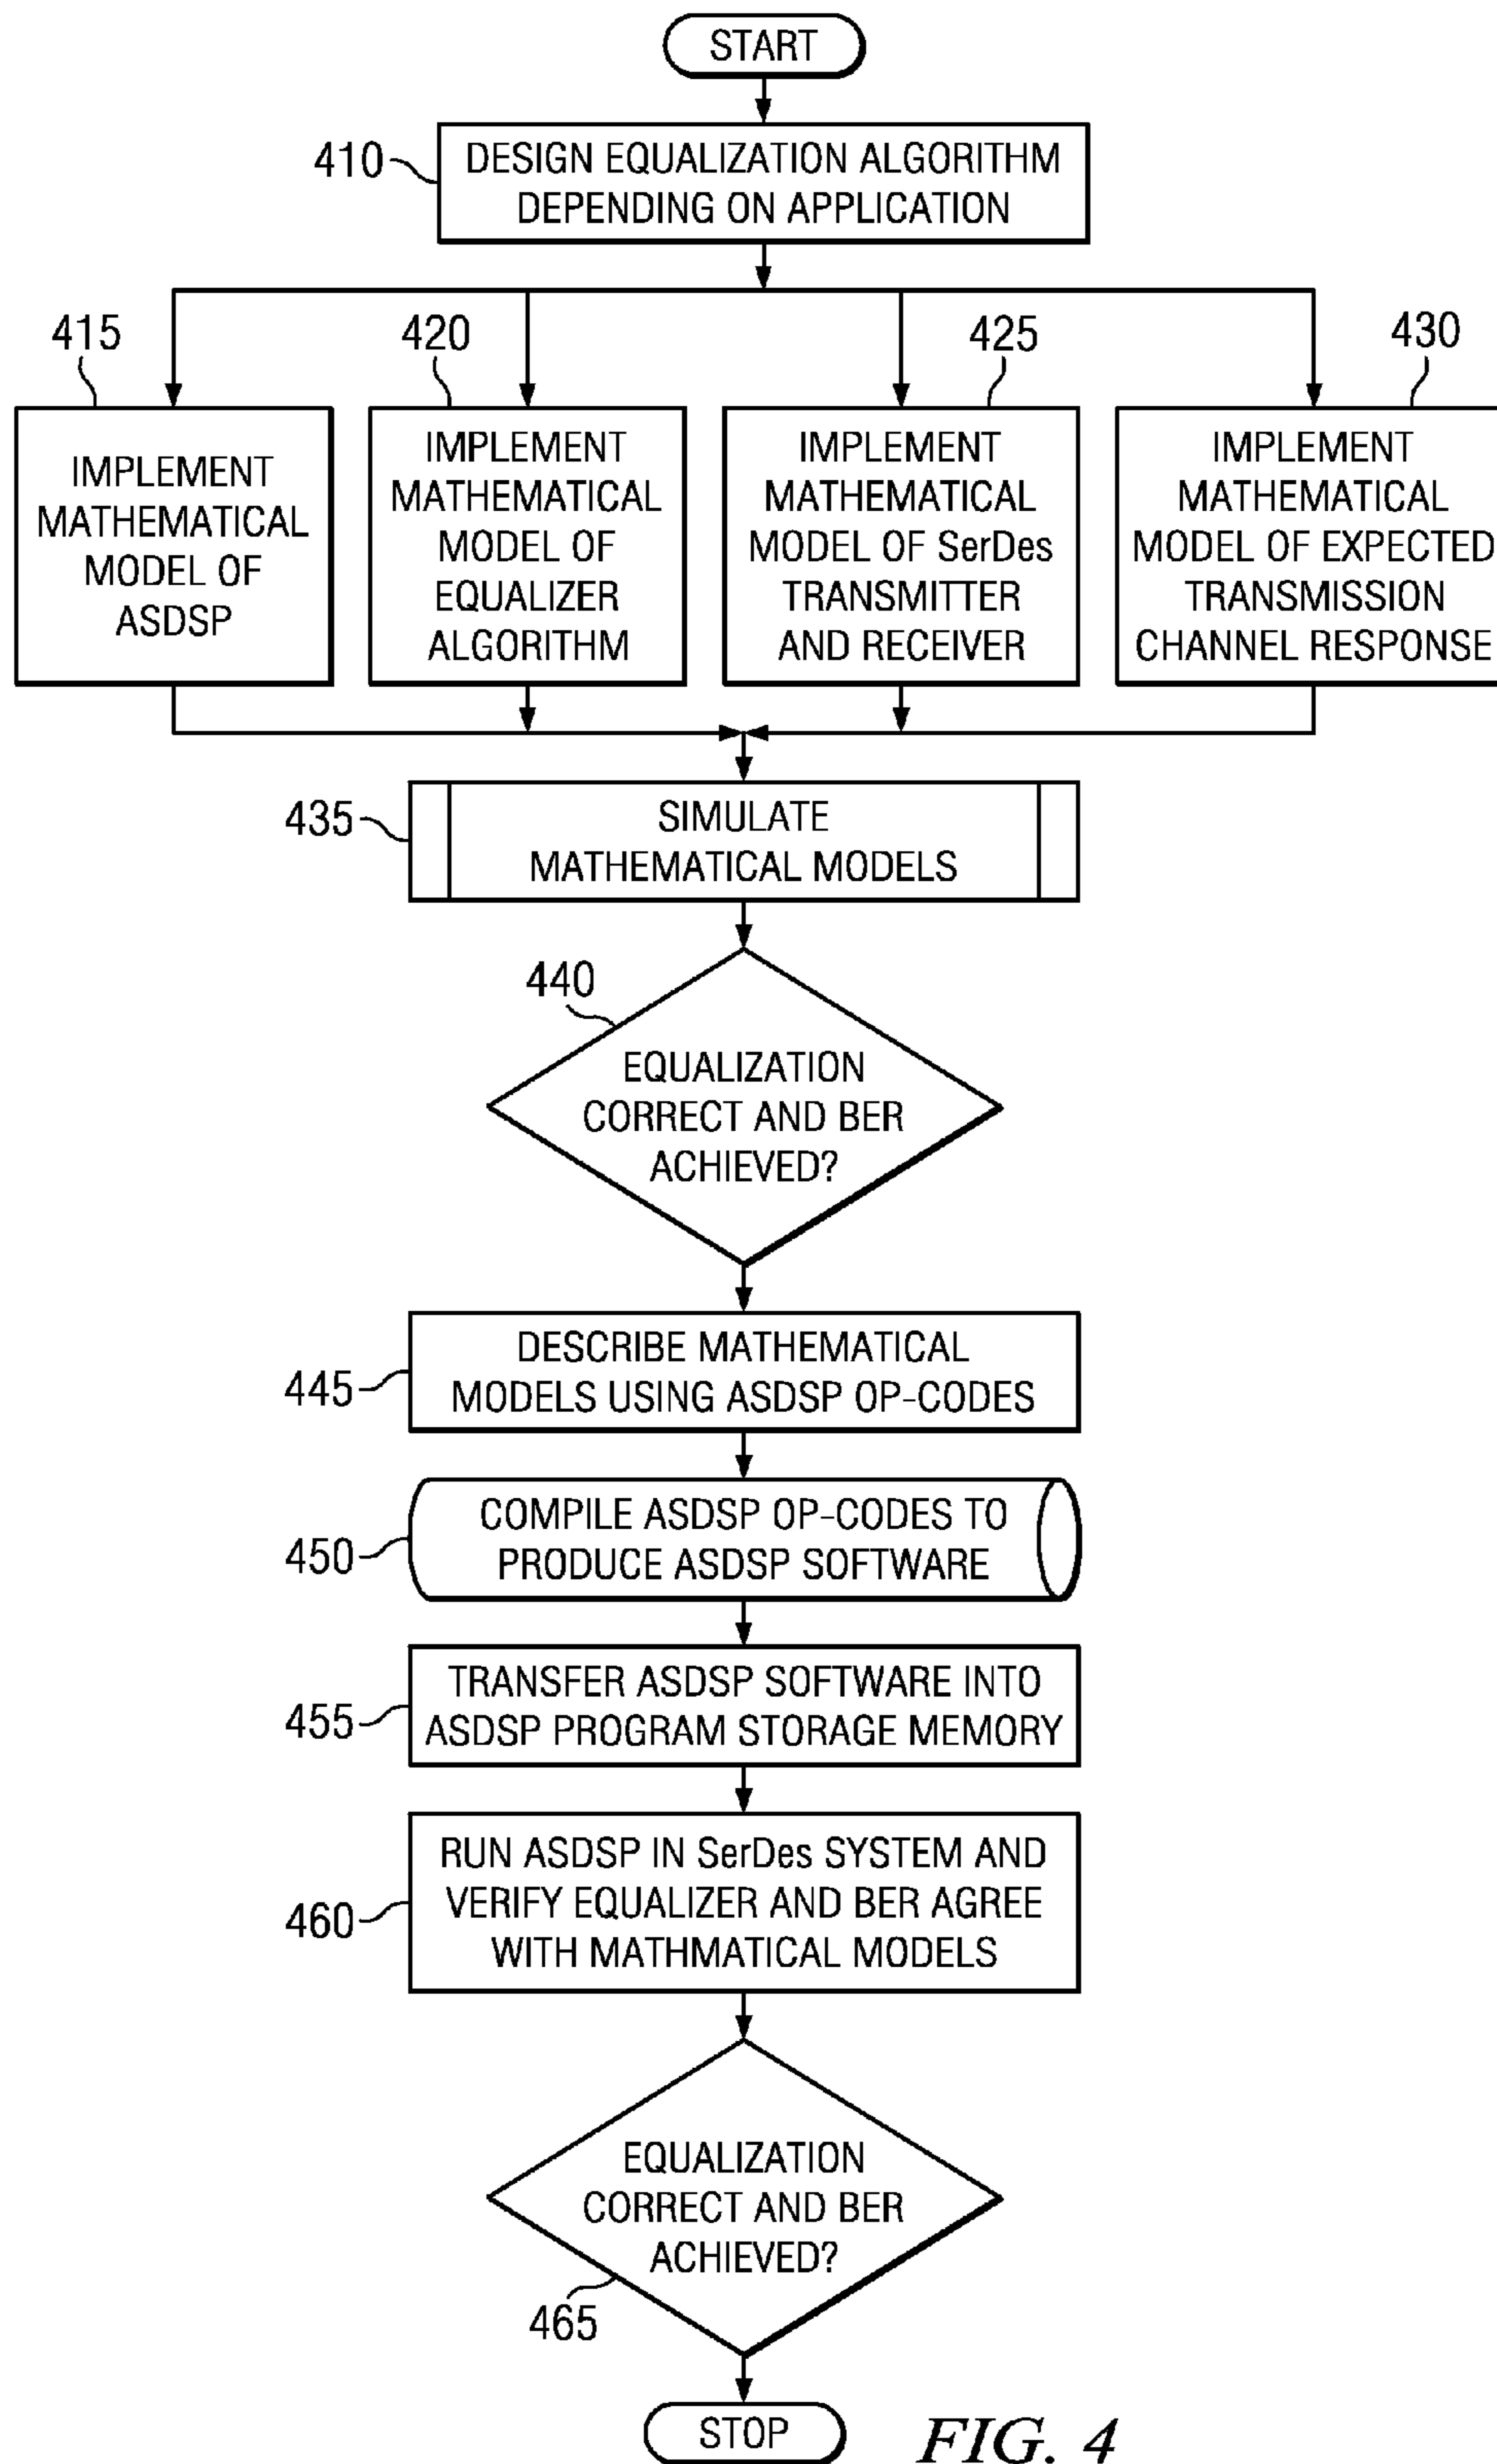 START
410
DESIGN EQUALIZATION ALGORITHM
DEPENDING ON APPLICATION
415
420
425
430
IMPLEMENT
MATHEMATICAL
MODEL OF
ASDSP
IMPLEMENT
MATHEMATICAL
MODEL OF
EQUALIZER
ALGORITHM
IMPLEMENT
MATHEMATICAL
MODEL OF SerDes
TRANSMITTER
AND RECEIVER
IMPLEMENT
MATHEMATICAL
MODEL OF EXPECTED
TRANSMISSION
CHANNEL RESPONSE
435
SIMULATE
MATHEMATICAL MODELS
440
EQUALIZATION
CORRECT AND BER
ACHIEVED?
445
DESCRIBE MATHEMATICAL
MODELS USING ASDSP OP-CODES
450
COMPILE ASDSP OP-CODES TO
PRODUCE ASDSP SOFTWARE
455
TRANSFER ASDSP SOFTWARE INTO
ASDSP PROGRAM STORAGE MEMORY
460
RUN ASDSP IN SerDes SYSTEM AND
VERIFY EQUALIZER AND BER AGREE
WITH MATHMATICAL MODELS
EQUALIZATION
CORRECT AND BER
ACHIEVED?
465
STOP
FIG. 4